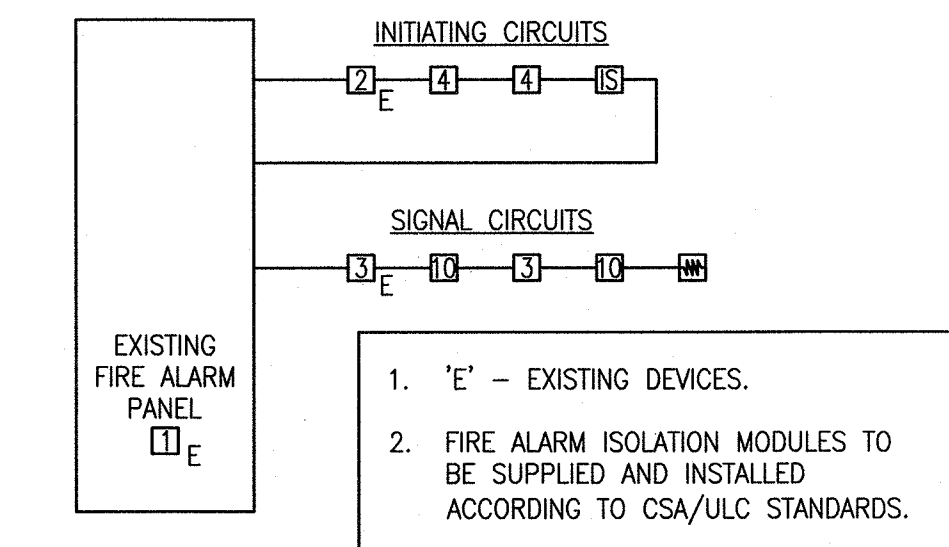 INITIATING CIRCUITS
2 E 4 4 IS
SIGNAL CIRCUITS
3 E 10 3 10
EXISTING
FIRE ALARM
PANEL
1 E
1. 'E' – EXISTING DEVICES.
2. FIRE ALARM ISOLATION MODULES TO
BE SUPPLIED AND INSTALLED
ACCORDING TO CSA/ULC STANDARDS.